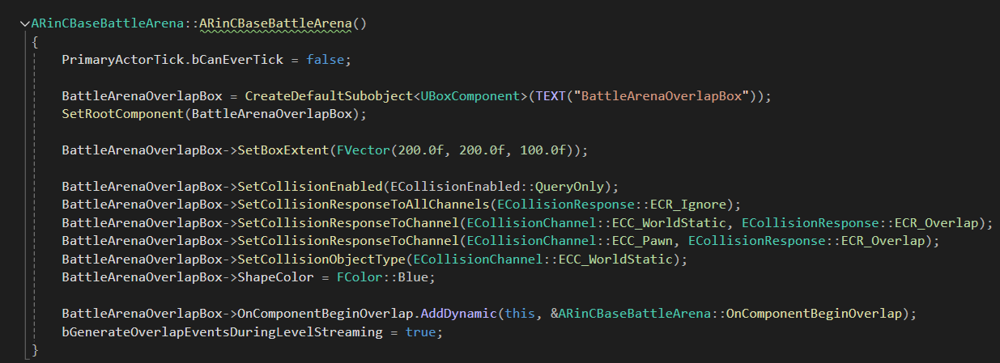 ARinCBaseBattleArena::ARinCBaseBattleArena()
{
PrimaryActorTick.bCanEverTick = false;
BattleArenaOverlapBox = CreateDefaultSubobject<UBoxComponent>(TEXT("BattleArenaOverlapBox"));
SetRootComponent(BattleArenaOverlapBox);
BattleArenaOverlapBox->SetBoxExtent(FVector(200.0f, 200.0f, 100.0f));
BattleArenaOverlapBox->SetCollisionEnabled(ECollisionEnabled::QueryOnly);
BattleArenaOverlapBox->SetCollisionResponseToAllChannels(ECollisionResponse::ECR_Ignore);
BattleArenaOverlapBox->SetCollisionResponseToChannel(ECollisionChannel::ECC_WorldStatic, ECollisionResponse::ECR_Overlap);
BattleArenaOverlapBox->SetCollisionResponseToChannel(ECollisionChannel::ECC_Pawn, ECollisionResponse::ECR_Overlap);
BattleArenaOverlapBox->SetCollisionObjectType(ECollisionChannel::ECC_WorldStatic);
BattleArenaOverlapBox->ShapeColor = FColor::Blue;
BattleArenaOverlapBox->OnComponentBeginOverlap.AddDynamic(this, &ARinCBaseBattleArena::OnComponentBeginOverlap);
bGenerateOverlapEventsDuringLevelStreaming = true;
}